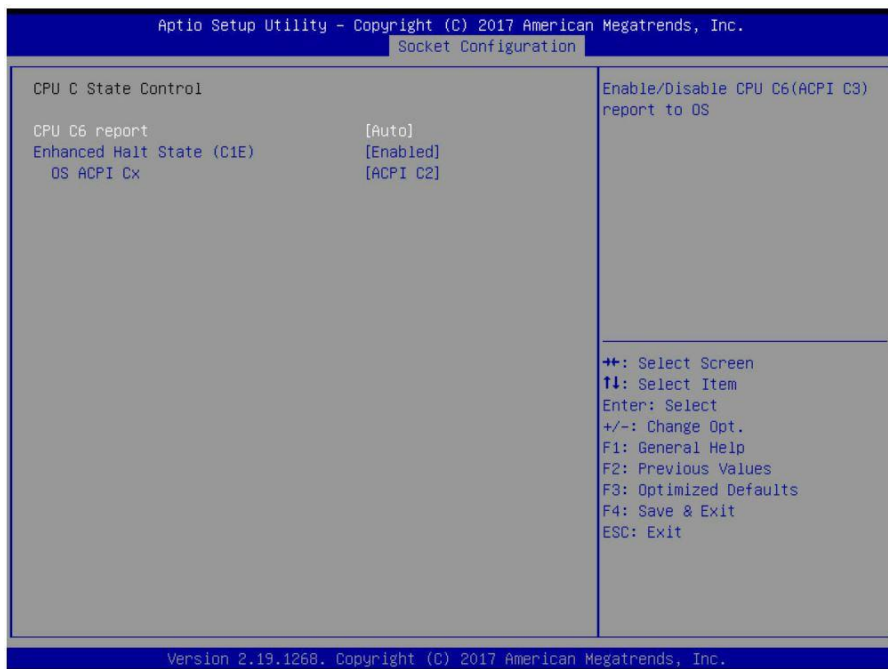 Aptio Setup Utility – Copyright (C) 2017 American Megatrends, Inc.
Socket Configuration
CPU C State Control
CPU C6 report [Auto]
Enhanced Halt State (C1E) [Enabled]
OS ACPI Cx [ACPI C2]
Enable/Disable CPU C6(ACPI C3)
report to OS
→←: Select Screen
↑↓: Select Item
Enter: Select
+/-: Change Opt.
F1: General Help
F2: Previous Values
F3: Optimized Defaults
F4: Save & Exit
ESC: Exit
Version 2.19.1268. Copyright (C) 2017 American Megatrends, Inc.